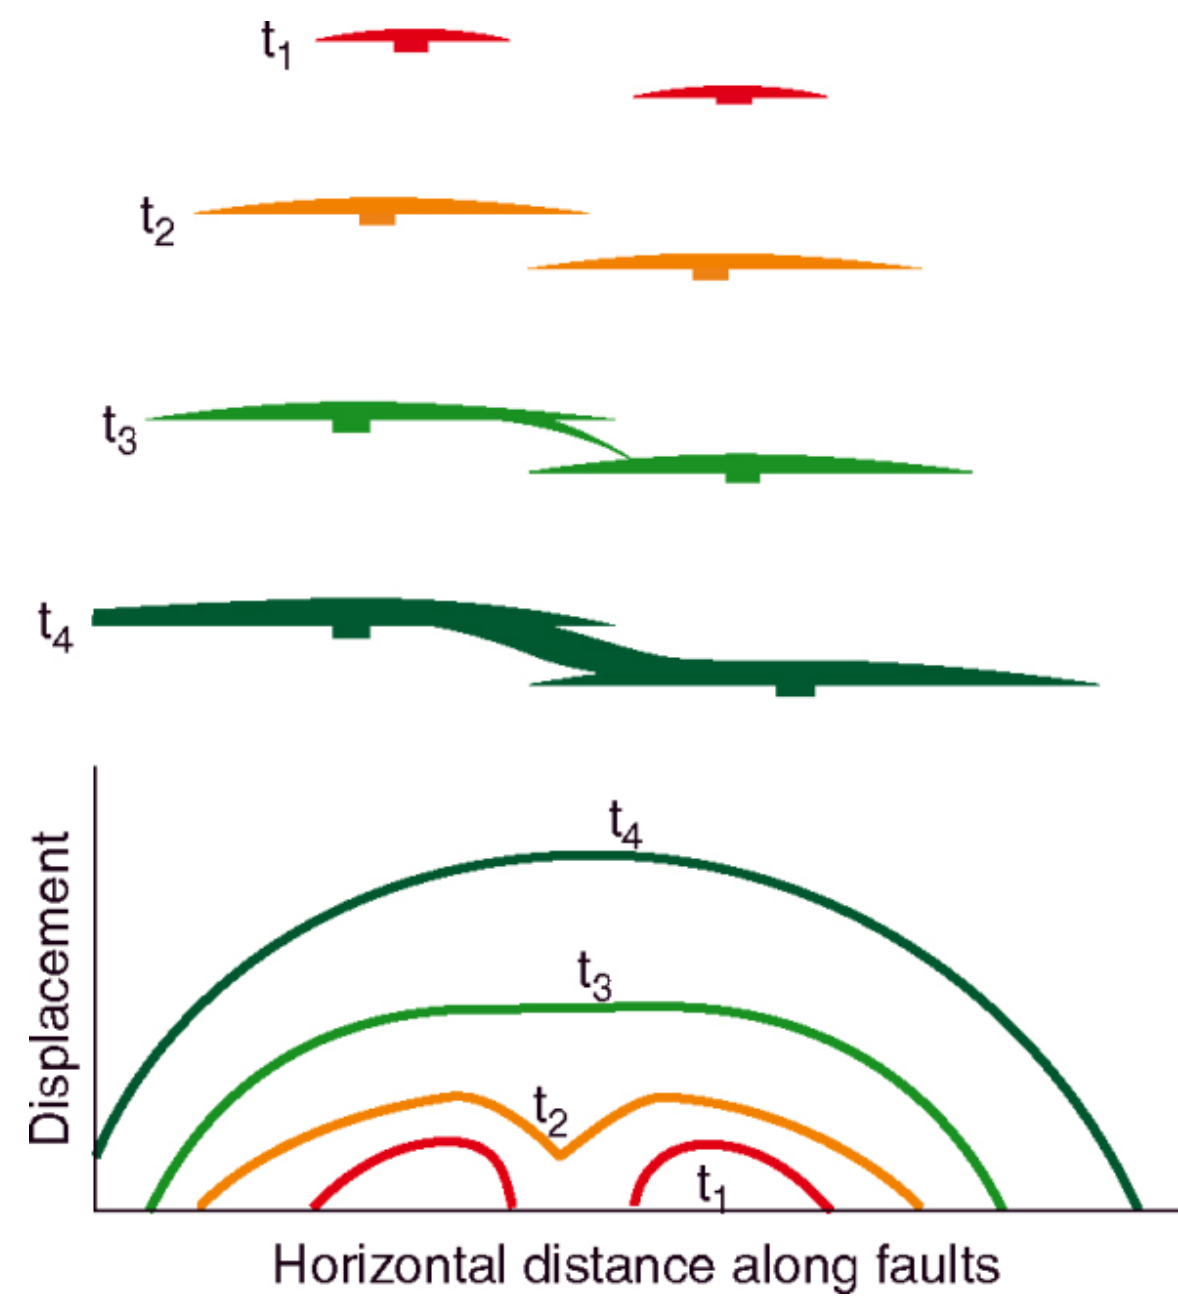 t1
t2
t3
t4
t4
t3
t2
t1
Displacement
Horizontal distance along faults